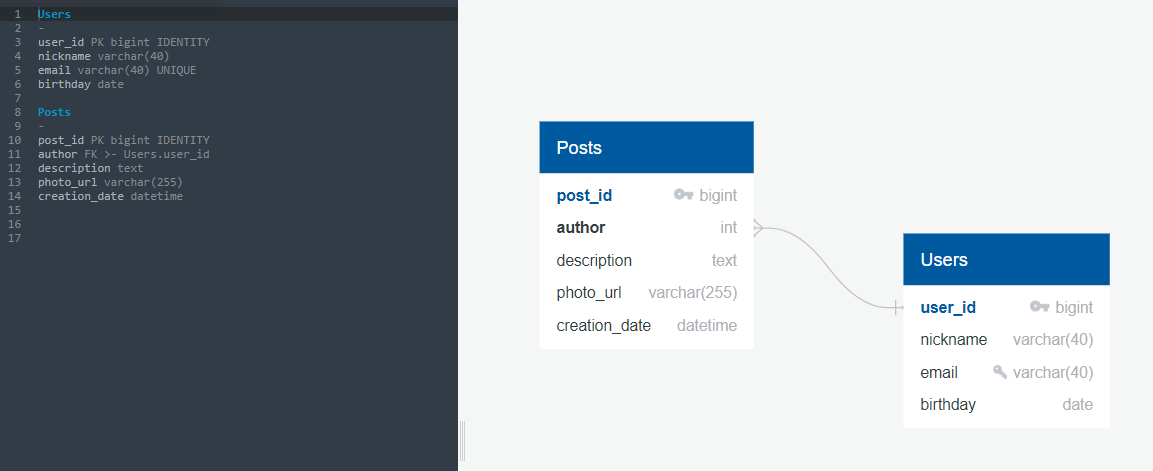 1 Users
2 -
3 user_id PK bigint IDENTITY
4 nickname varchar(40)
5 email varchar(40) UNIQUE
6 birthday date
7
8 Posts
9 -
10 post_id PK bigint IDENTITY
11 author FK >- Users.user_id
12 description text
13 photo_url varchar(255)
14 creation_date datetime
15
16
17
Posts
post_id bigint
author int
description text
photo_url varchar(255)
creation_date datetime
Users
user_id bigint
nickname varchar(40)
email varchar(40)
birthday date